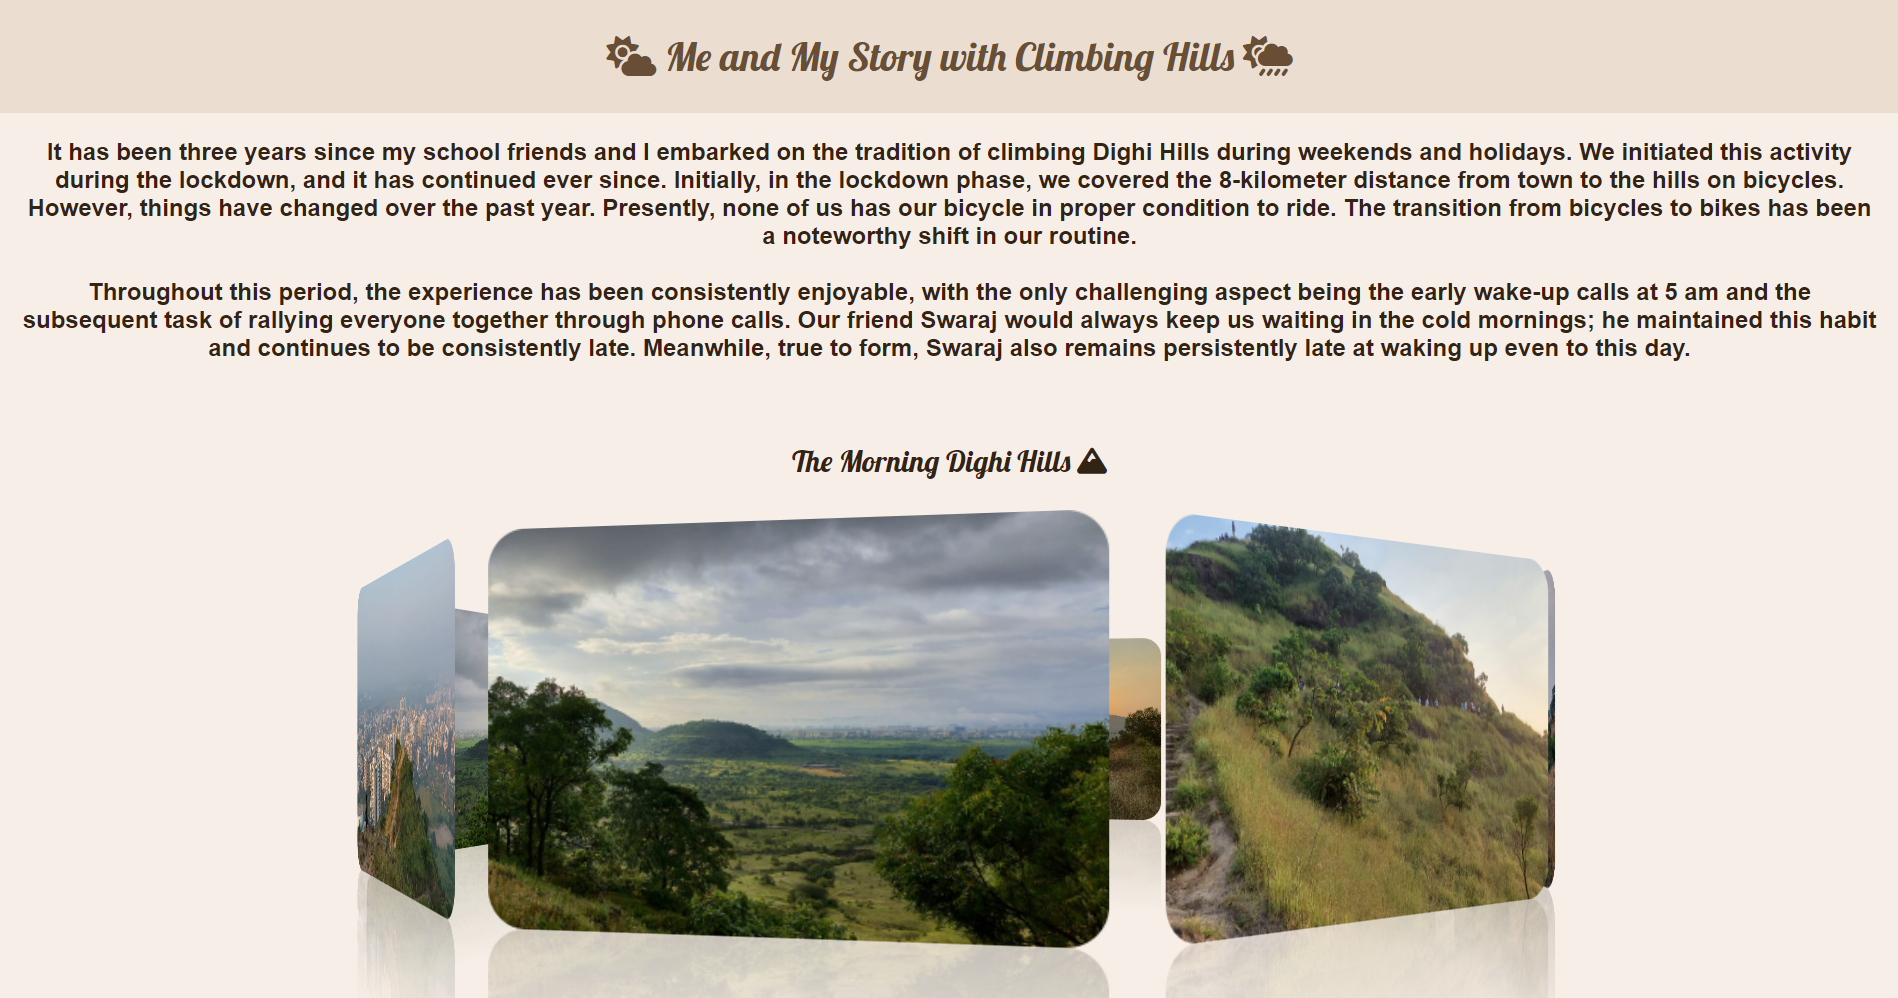 Me and My Story with Climbing Hills
It has been three years since my school friends and I embarked on the tradition of climbing Dighi Hills during weekends and holidays. We initiated this activity
during the lockdown, and it has continued ever since. Initially, in the lockdown phase, we covered the 8-kilometer distance from town to the hills on bicycles.
However, things have changed over the past year. Presently, none of us has our bicycle in proper condition to ride. The transition from bicycles to bikes has been
a noteworthy shift in our routine.
Throughout this period, the experience has been consistently enjoyable, with the only challenging aspect being the early wake-up calls at 5 am and the
subsequent task of rallying everyone together through phone calls. Our friend Swaraj would always keep us waiting in the cold mornings; he maintained this habit
and continues to be consistently late. Meanwhile, true to form, Swaraj also remains persistently late at waking up even to this day.
The Morning Dighi Hills